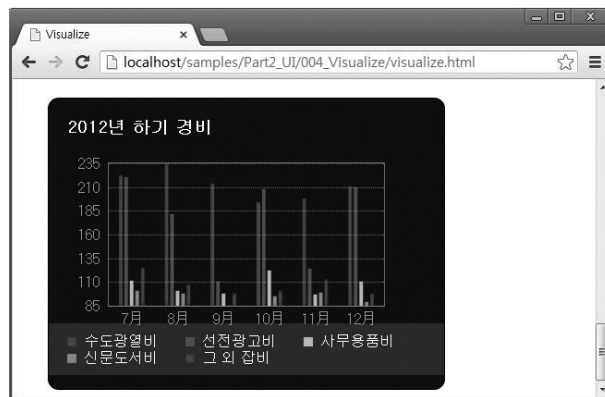 Visualize
localhost/samples/Part2_UI/004_Visualize/visualize.html
2012년 하기 경비
235
210
185
160
135
110
85
7月 8月 9月 10月 11月 12月
수도광열비 선전광고비 사무용품비
신문도서비 그 외 잡비